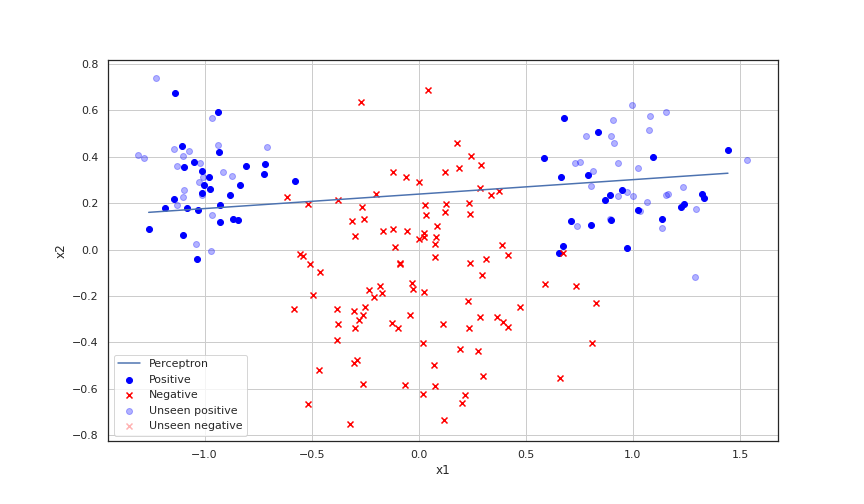 0.8
0.6
0.4
0.2
0.0
−0.2
−0.4
−0.6
−0.8
x2
Perceptron
Positive
Negative
Unseen positive
Unseen negative
−1.0
−0.5
0.0
0.5
1.0
1.5
x1